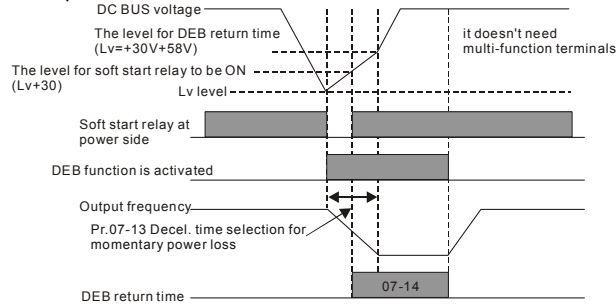 DC BUS voltage
The level for DEB return time
(Lv=+30V+58V)
it doesn't need
multi-function terminals
The level for soft start relay to be ON
(Lv+30)
Lv level
Soft start relay at
power side
DEB function is activated
Output frequency
Pr.07-13 Decel. time selection for
momentary power loss
07-14
DEB return time